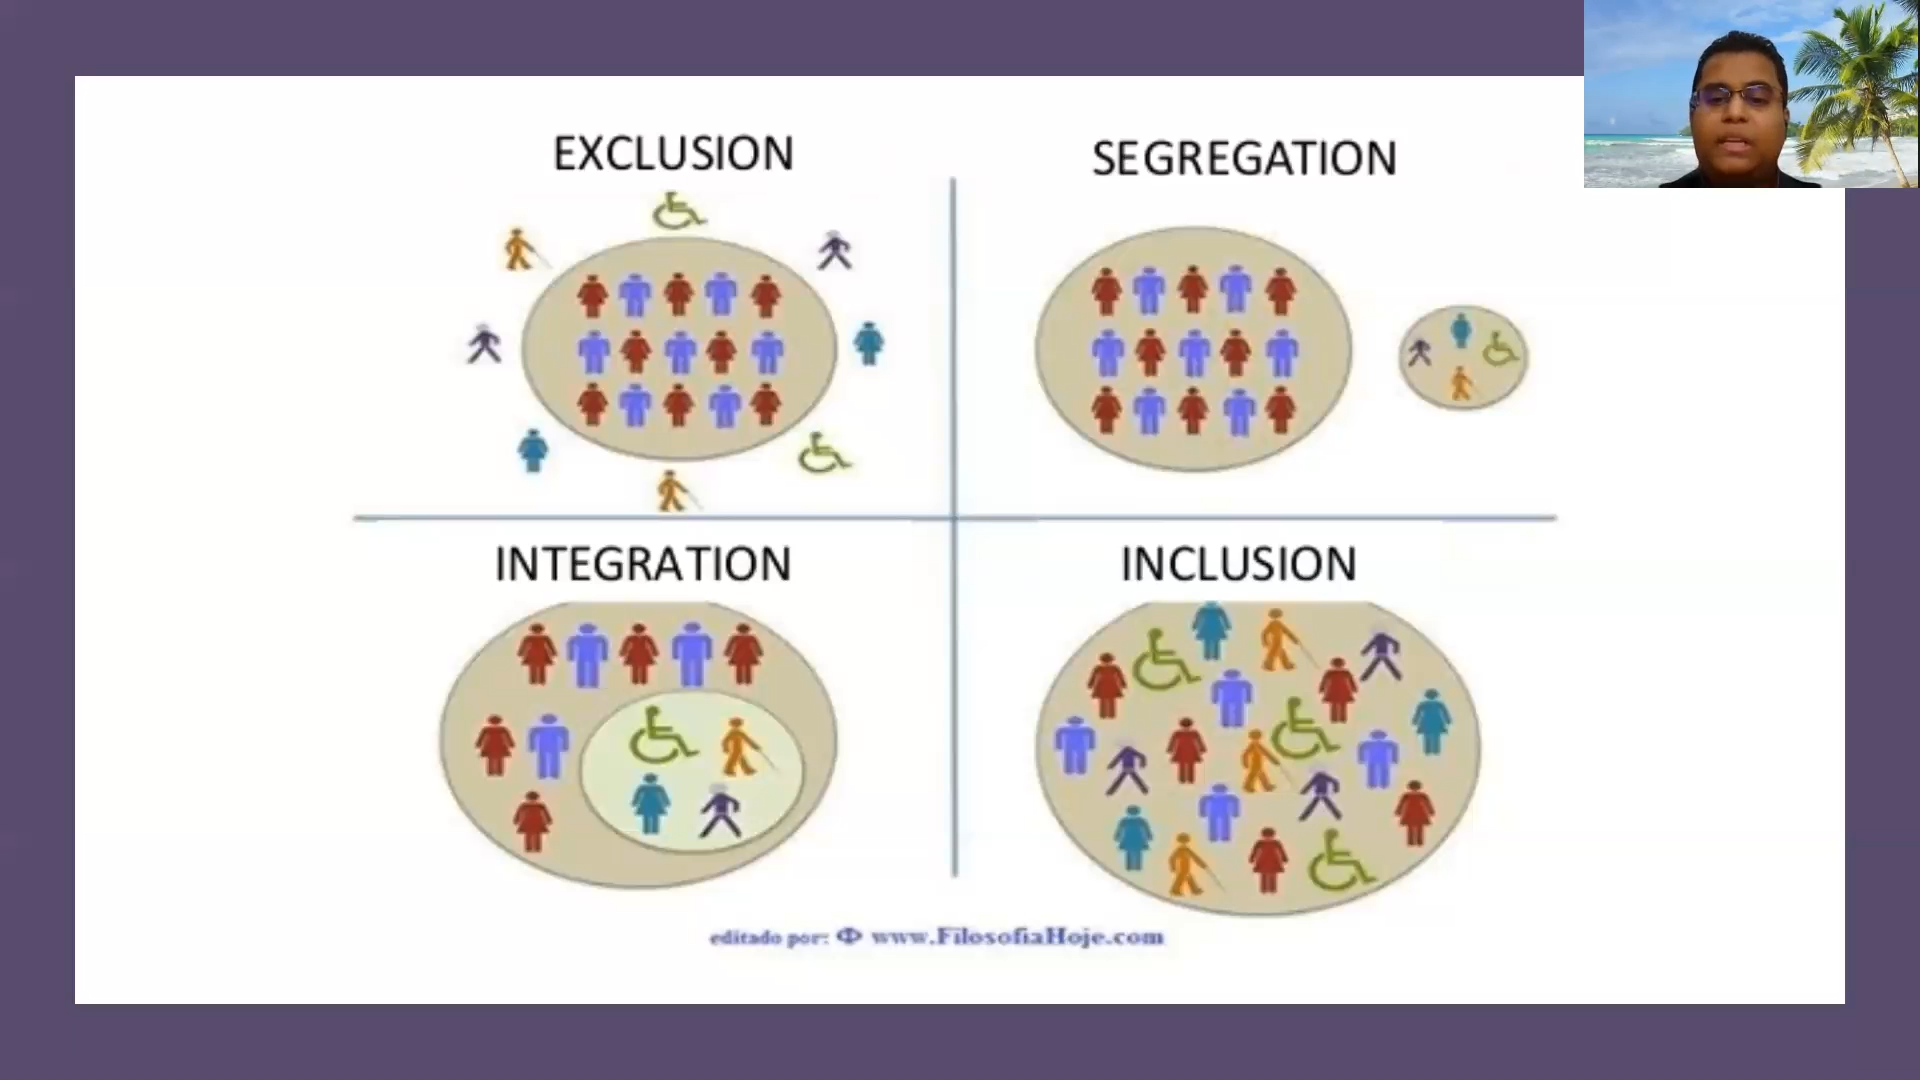 EXCLUSION
SEGREGATION
INTEGRATION
INCLUSION
editado por: Φ www.FilosofiaHoje.com